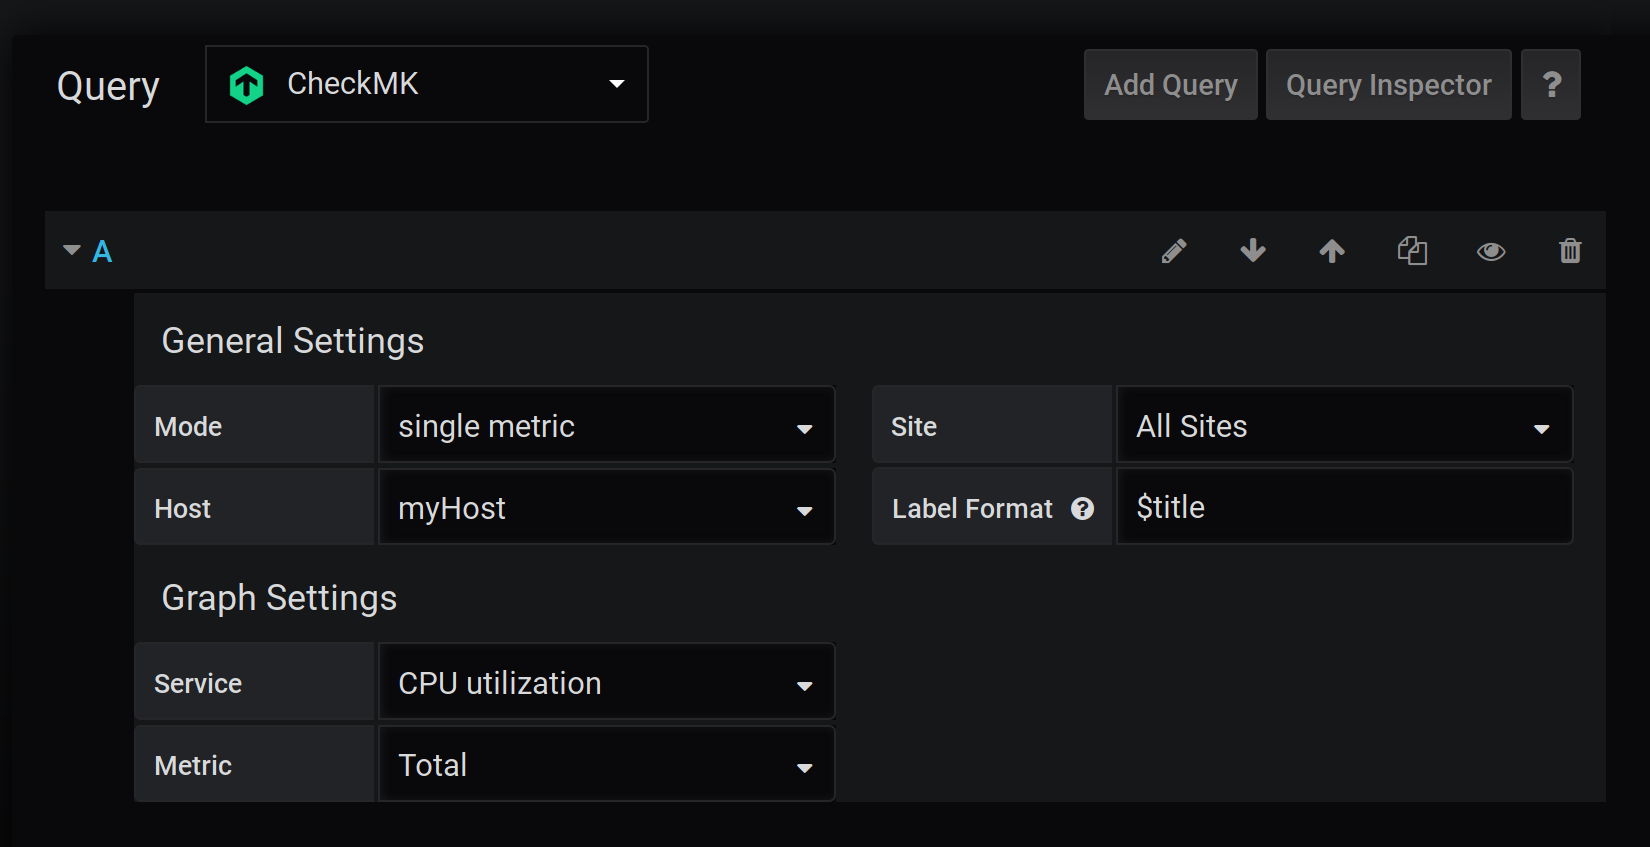 Query CheckMK Add Query Query Inspector ?
A
General Settings
Mode single metric Site All Sites
Host myHost Label Format ? $title
Graph Settings
Service CPU utilization
Metric Total